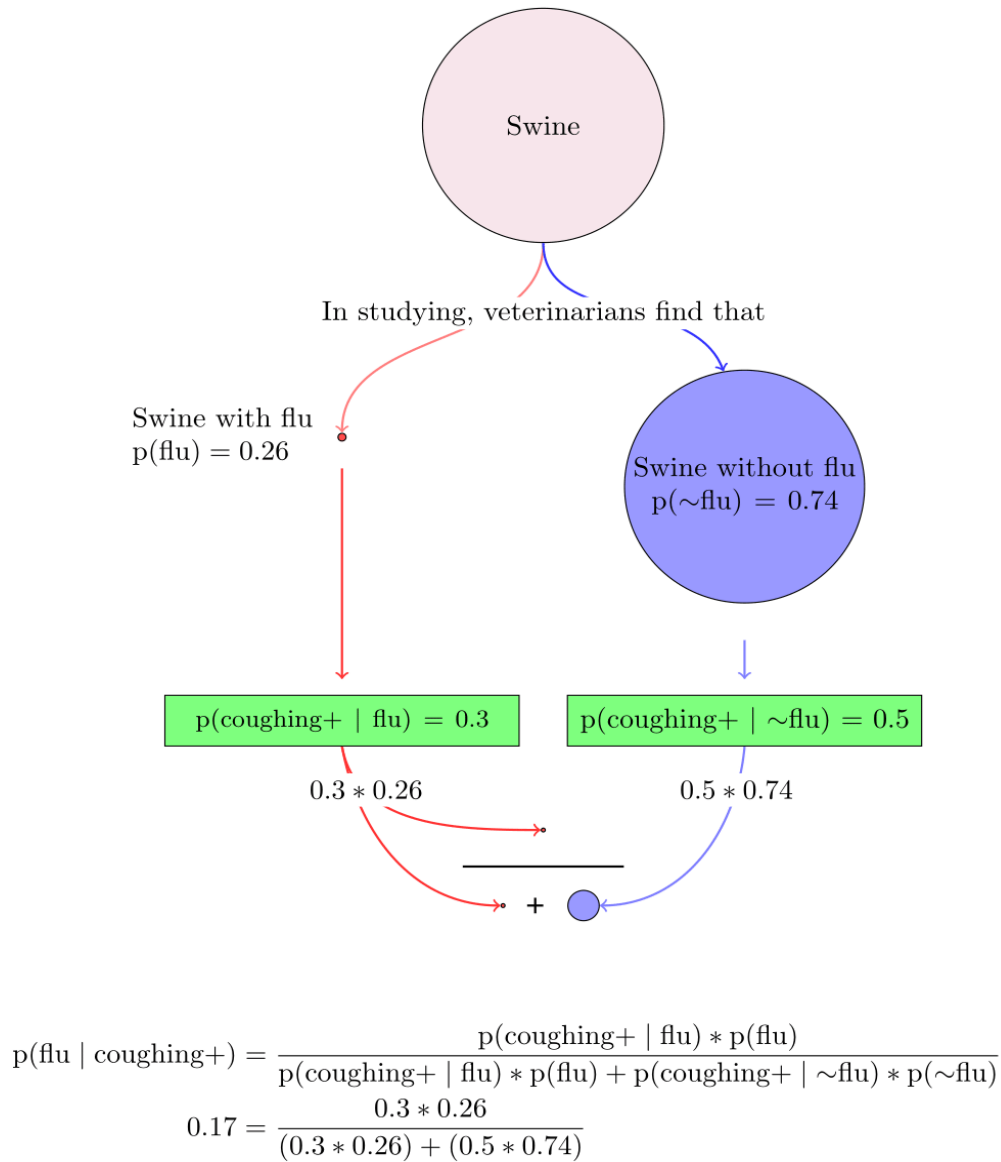 Swine
In studying, veterinarians find that
Swine with flu
p(flu) = 0.26
Swine without flu
p(∼flu) = 0.74
p(coughing+ | flu) = 0.3
p(coughing+ | ∼flu) = 0.5
0.3 ∗ 0.26
0.5 ∗ 0.74
+
p(coughing+ | flu) ∗ p(flu)
p(flu | coughing+) =
p(coughing+ | flu) ∗ p(flu) + p(coughing+ | ∼flu) ∗ p(∼flu)
0.3 ∗ 0.26
0.17 =
(0.3 ∗ 0.26) + (0.5 ∗ 0.74)